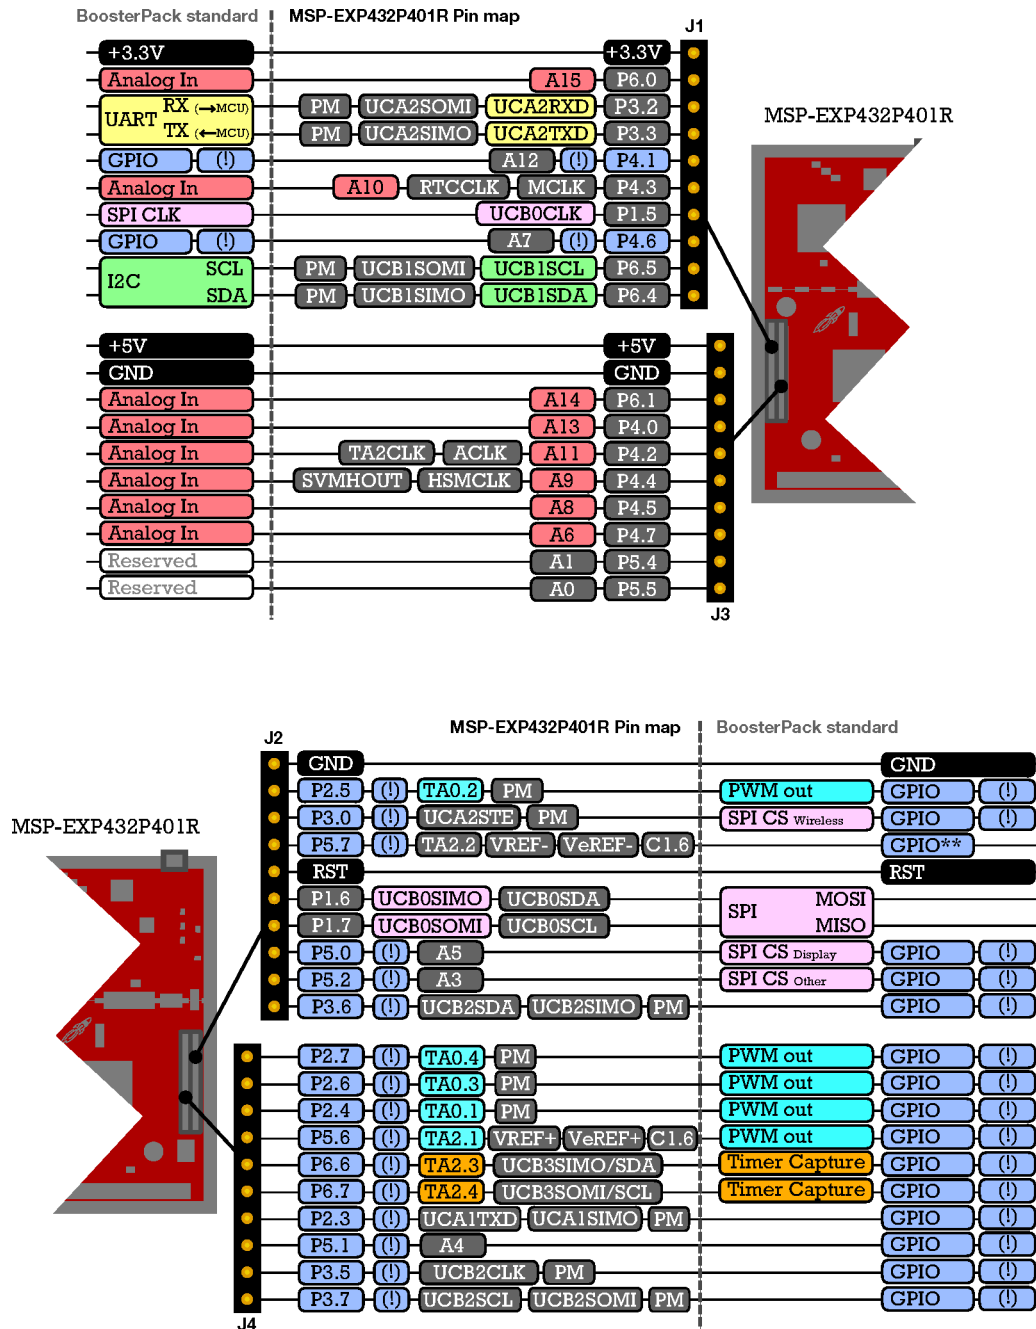 BoosterPack standard MSP-EXP432P401R Pin map
J1
+3.3V +3.3V
Analog In A15 P6.0
UART RX (→MCU) PM UCA2SOMI UCA2RXD P3.2
TX (←MCU) PM UCA2SIMO UCA2TXD P3.3
GPIO (!) A12 (!) P4.1
Analog In A10 RTCCLK MCLK P4.3
SPI CLK UCB0CLK P1.5
GPIO (!) A7 (!) P4.6
I2C SCL PM UCB1SOMI UCB1SCL P6.5
SDA PM UCB1SIMO UCB1SDA P6.4
MSP-EXP432P401R
+5V +5V
GND GND
Analog In A14 P6.1
Analog In A13 P4.0
Analog In TA2CLK ACLK A11 P4.2
Analog In SVMHOUT HSMCLK A9 P4.4
Analog In A8 P4.5
Analog In A6 P4.7
Reserved A1 P5.4
Reserved A0 P5.5
J3
MSP-EXP432P401R Pin map BoosterPack standard
J2
MSP-EXP432P401R
GND GND
P2.5 (!) TA0.2 PM PWM out GPIO (!)
P3.0 (!) UCA2STE PM SPI CS Wireless GPIO (!)
P5.7 (!) TA2.2 VREF- VeREF- C1.6 GPIO**
RST RST
P1.6 UCB0SIMO UCB0SDA SPI MOSI
P1.7 UCB0SOMI UCB0SCL MISO
P5.0 (!) A5 SPI CS Display GPIO (!)
P5.2 (!) A3 SPI CS Other GPIO (!)
P3.6 (!) UCB2SDA UCB2SIMO PM GPIO (!)
P2.7 (!) TA0.4 PM PWM out GPIO (!)
P2.6 (!) TA0.3 PM PWM out GPIO (!)
P2.4 (!) TA0.1 PM PWM out GPIO (!)
P5.6 (!) TA2.1 VREF+ VeREF+ C1.6 PWM out GPIO (!)
P6.6 (!) TA2.3 UCB3SIMO/SDA Timer Capture GPIO (!)
P6.7 (!) TA2.4 UCB3SOMI/SCL Timer Capture GPIO (!)
P2.3 (!) UCA1TXD UCA1SIMO PM GPIO (!)
P5.1 (!) A4 GPIO (!)
P3.5 (!) UCB2CLK PM GPIO (!)
P3.7 (!) UCB2SCL UCB2SOMI PM GPIO (!)
J4